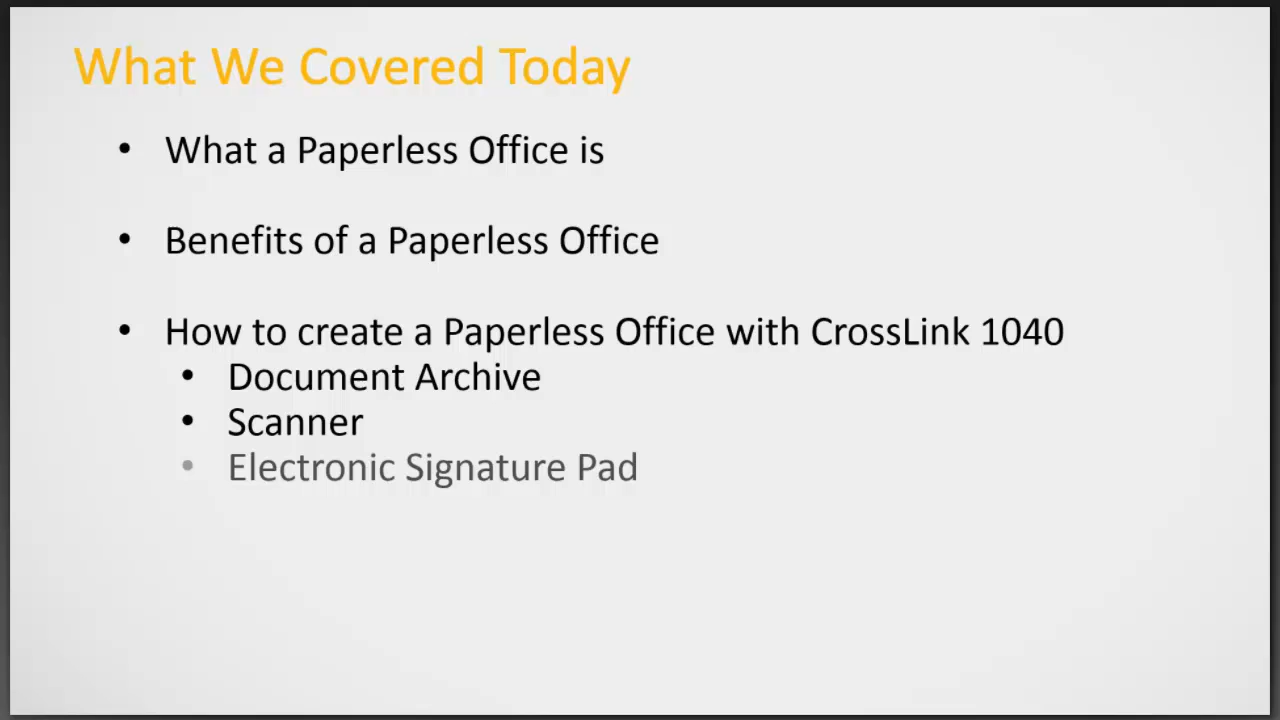 What We Covered Today
• What a Paperless Office is
• Benefits of a Paperless Office
• How to create a Paperless Office with CrossLink 1040
• Document Archive
• Scanner
• Electronic Signature Pad